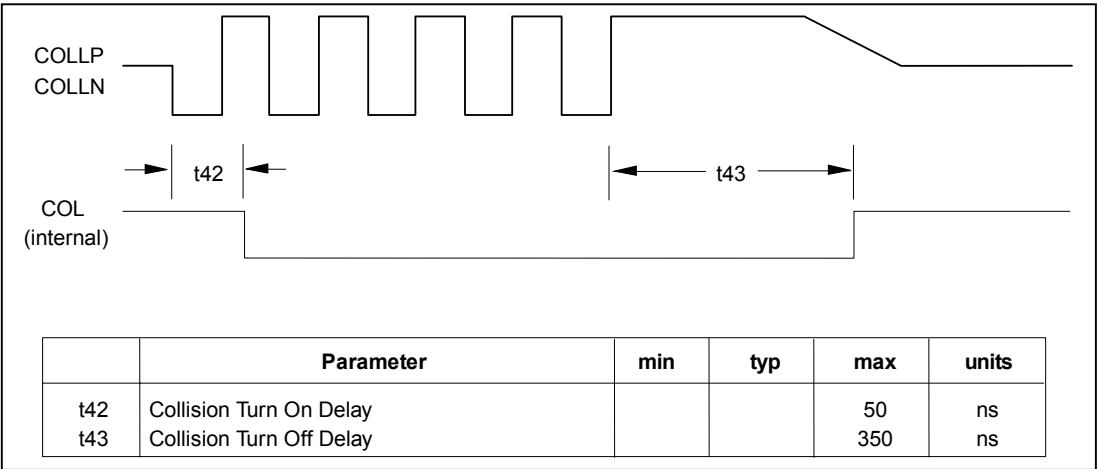 COLLP
COLLN
t42
t43
COL
(internal)
Parameter min typ max units
t42 Collision Turn On Delay 50 ns
t43 Collision Turn Off Delay 350 ns